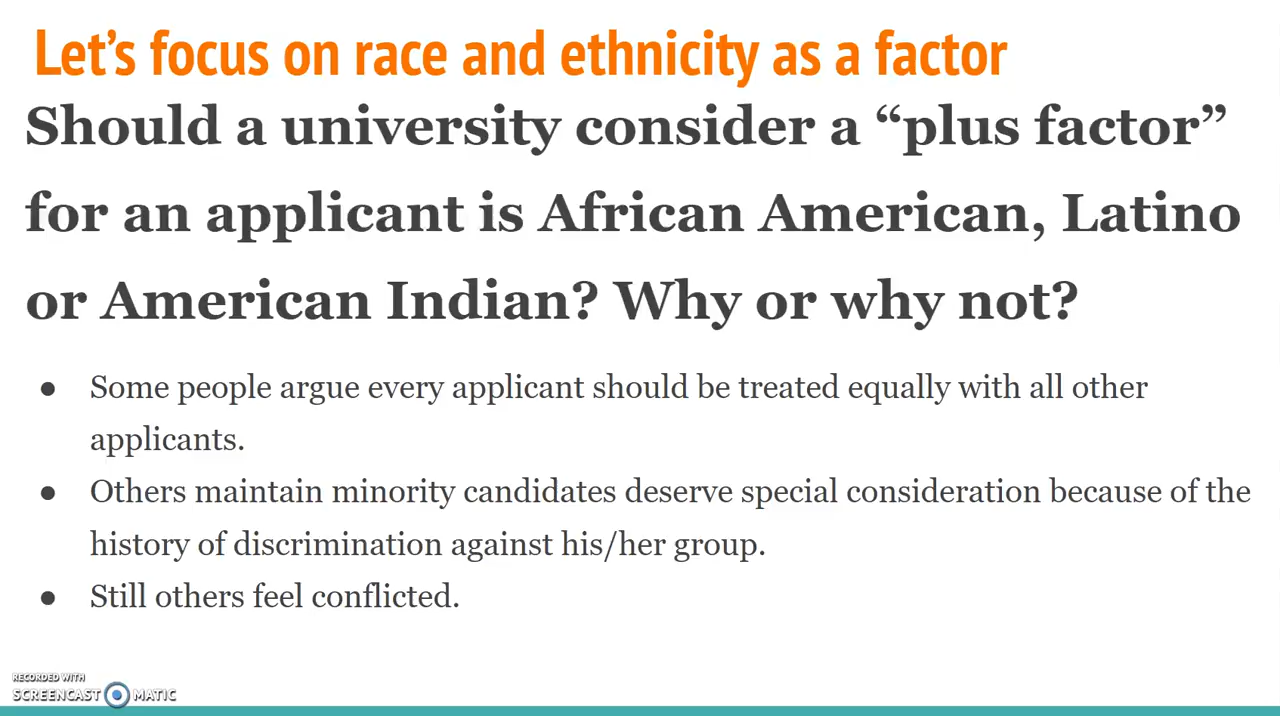 Let's focus on race and ethnicity as a factor
Should a university consider a “plus factor”
for an applicant is African American, Latino
or American Indian? Why or why not?
● Some people argue every applicant should be treated equally with all other
applicants.
● Others maintain minority candidates deserve special consideration because of the
history of discrimination against his/her group.
● Still others feel conflicted.
RECORDED WITH
SCREENCAST MATIC